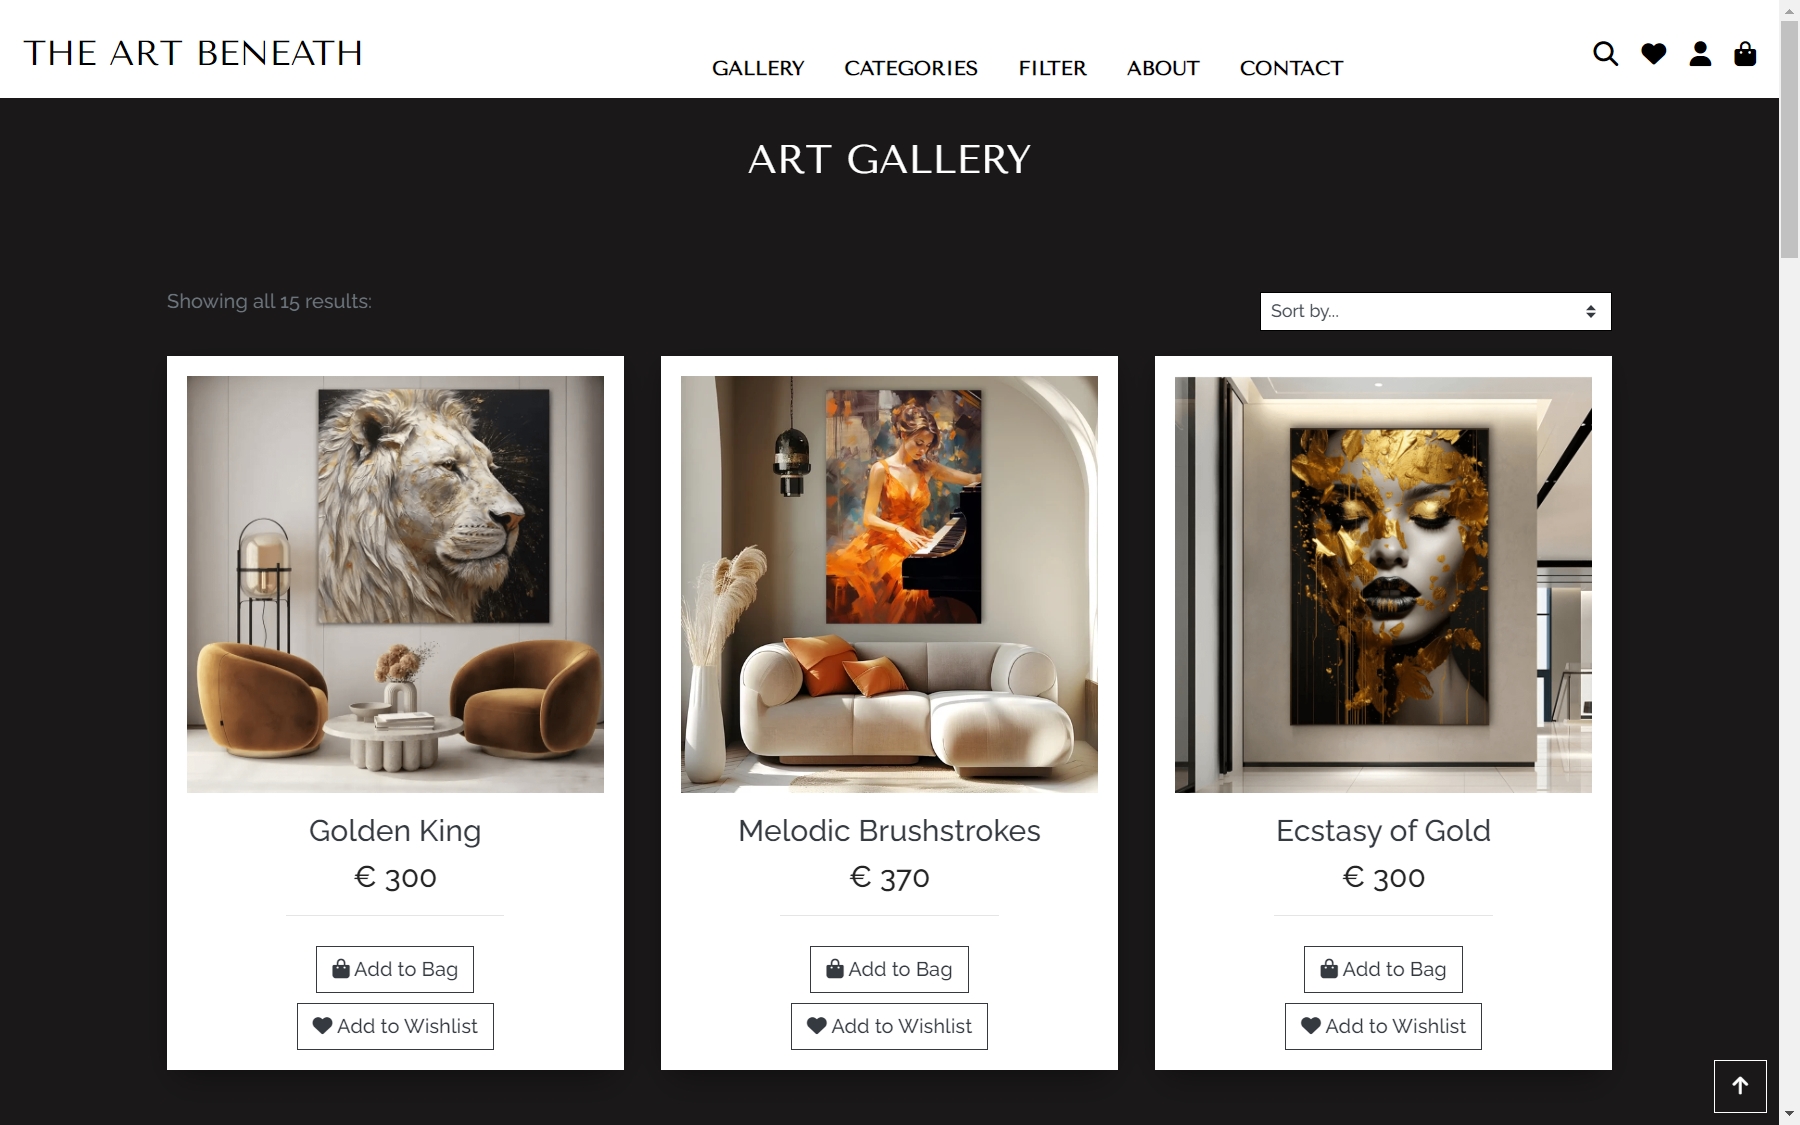 THE ART BENEATH
GALLERY CATEGORIES FILTER ABOUT CONTACT
ART GALLERY
Showing all 15 results:
Sort by...
Golden King
€ 300
Add to Bag
Add to Wishlist
Melodic Brushstrokes
€ 370
Add to Bag
Add to Wishlist
Ecstasy of Gold
€ 300
Add to Bag
Add to Wishlist